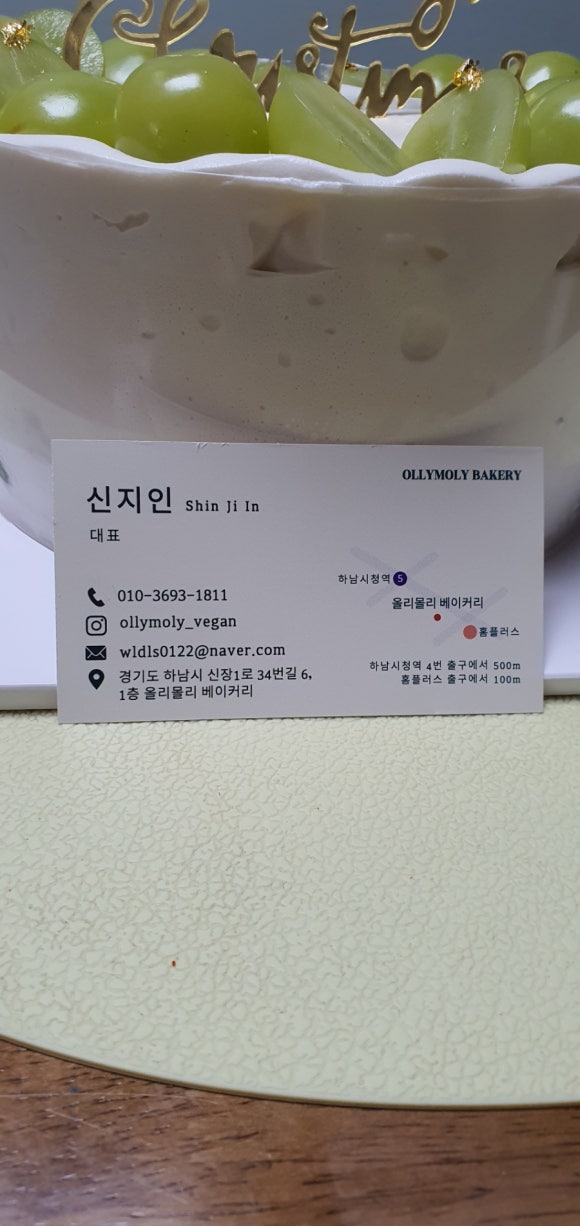 OLLYMOLY BAKERY
신지인 Shin Ji In
대표
010-3693-1811
ollymoly_vegan
wldls0122@naver.com
경기도 하남시 신장1로 34번길 6,
1층 올리몰리 베이커리
하남시청역 5
올리몰리 베이커리
홈플러스
하남시청역 4번 출구에서 500m
홈플러스 출구에서 100m